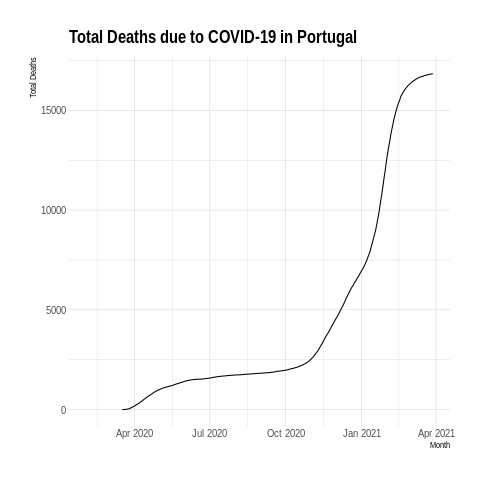 Total Deaths due to COVID-19 in Portugal
Total Deaths
15000
10000
5000
0
Apr 2020 Jul 2020 Oct 2020 Jan 2021 Apr 2021
Month